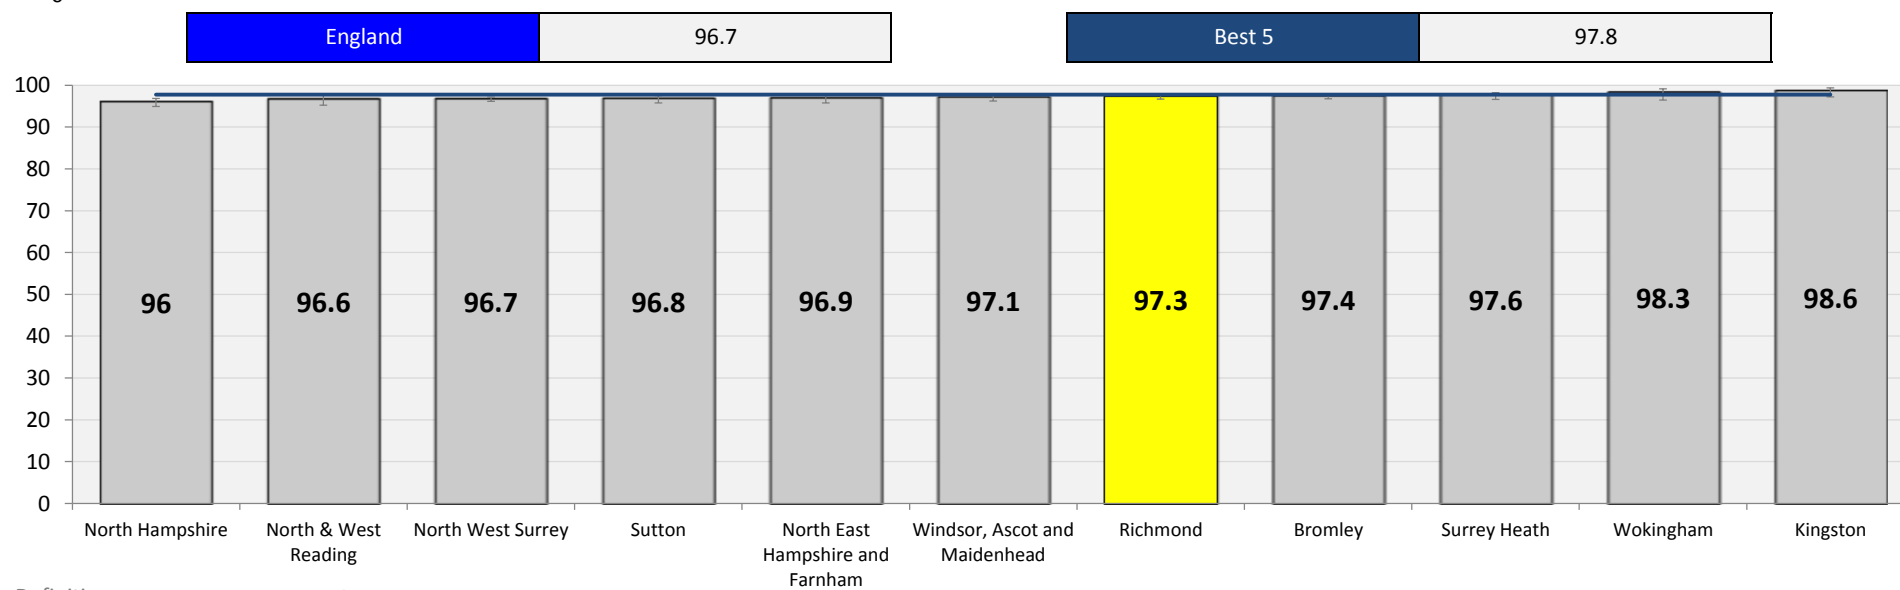 England 96.7 Best 5 97.8
100
90
80
70
60
50
40
30
20
10
0
96 96.6 96.7 96.8 96.9 97.1 97.3 97.4 97.6 98.3 98.6
North Hampshire
North & West
Reading
North West Surrey
Sutton
North East
Hampshire and
Farnham
Windsor, Ascot and
Maidenhead
Richmond
Bromley
Surrey Heath
Wokingham
Kingston